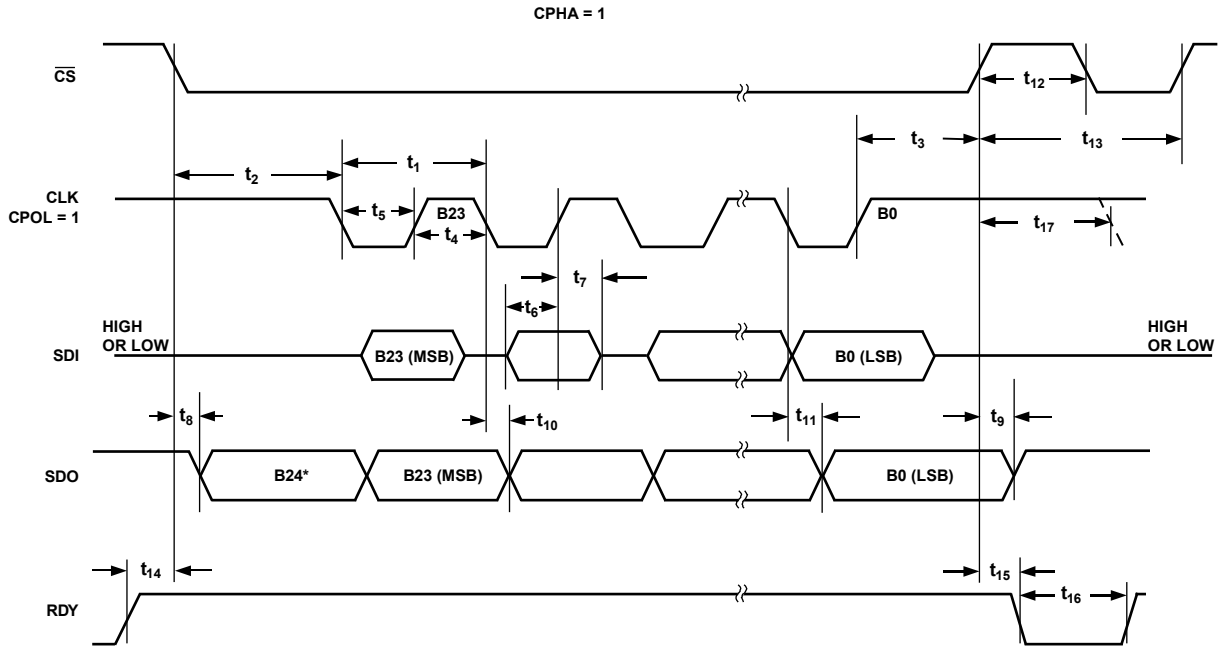 CPHA = 1
CS
t12
t3
t13
t1
t2
CLK
CPOL = 1
t5
B23
t4
B0
t17
t7
t6
HIGH
OR LOW
SDI
B23 (MSB)
B0 (LSB)
HIGH
OR LOW
t8
t10
t11
t9
SDO
B24*
B23 (MSB)
B0 (LSB)
t14
t15
t16
RDY